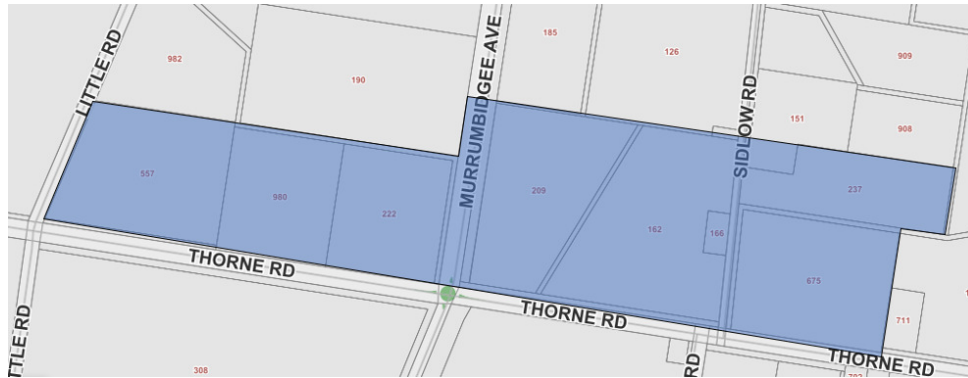 185
126
909
982
190
LITTLE RD
MURRUMBIDGEE AVE
SIDLOW RD
151
908
557
980
222
209
162
166
237
675
THORNE RD
THORNE RD
THORNE RD
711
TTLE RD
RD
308